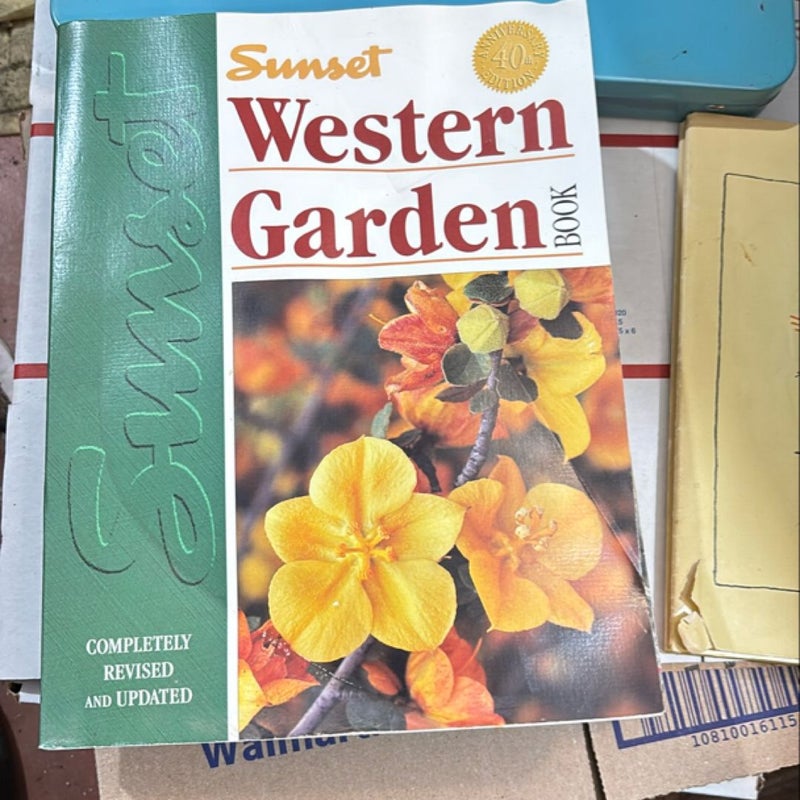 Sunset
ANNIVERSARY
40th
EDITION
Western
Garden
BOOK
Sunset
COMPLETELY
REVISED
AND UPDATED
Walmart
10810016115